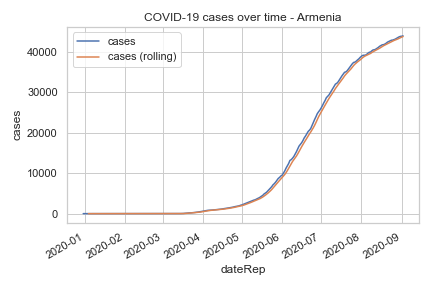 COVID-19 cases over time - Armenia
cases
cases (rolling)
cases
40000
30000
20000
10000
0
2020-01
2020-02
2020-03
2020-04
2020-05
2020-06
2020-07
2020-08
2020-09
dateRep